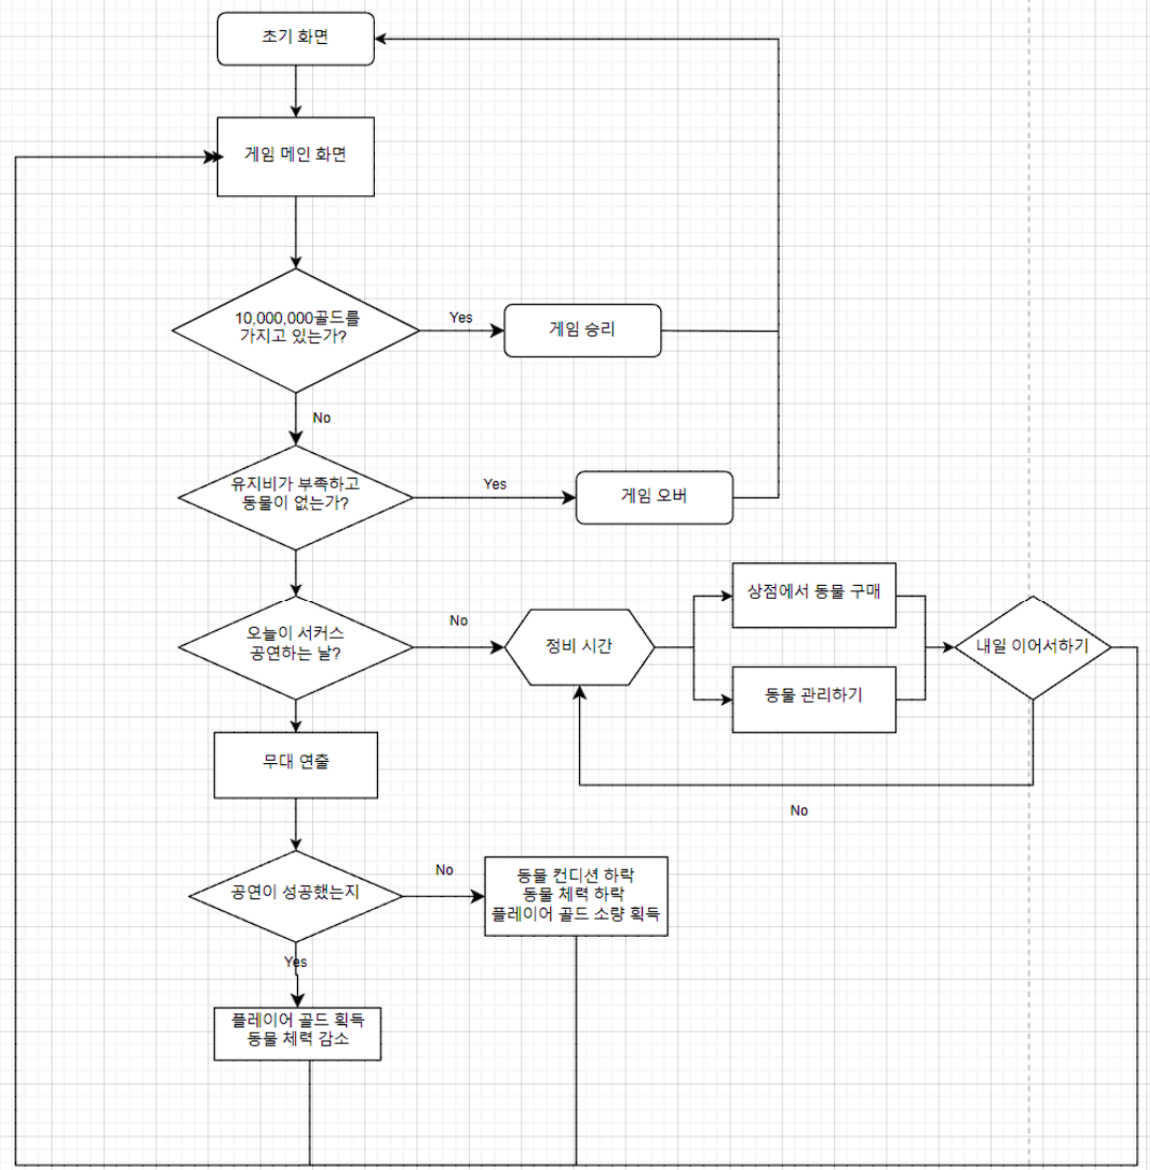 초기 화면
게임 메인 화면
10,000,000골드를
가지고 있는가?
Yes
게임 승리
No
유지비가 부족하고
동물이 없는가?
Yes
게임 오버
오늘이 서커스
공연하는 날?
No
정비 시간
상점에서 동물 구매
동물 관리하기
내일 이어서하기
No
무대 연출
공연이 성공했는지
No
동물 컨디션 하락
동물 체력 하락
플레이어 골드 소량 획득
Yes
플레이어 골드 획득
동물 체력 감소